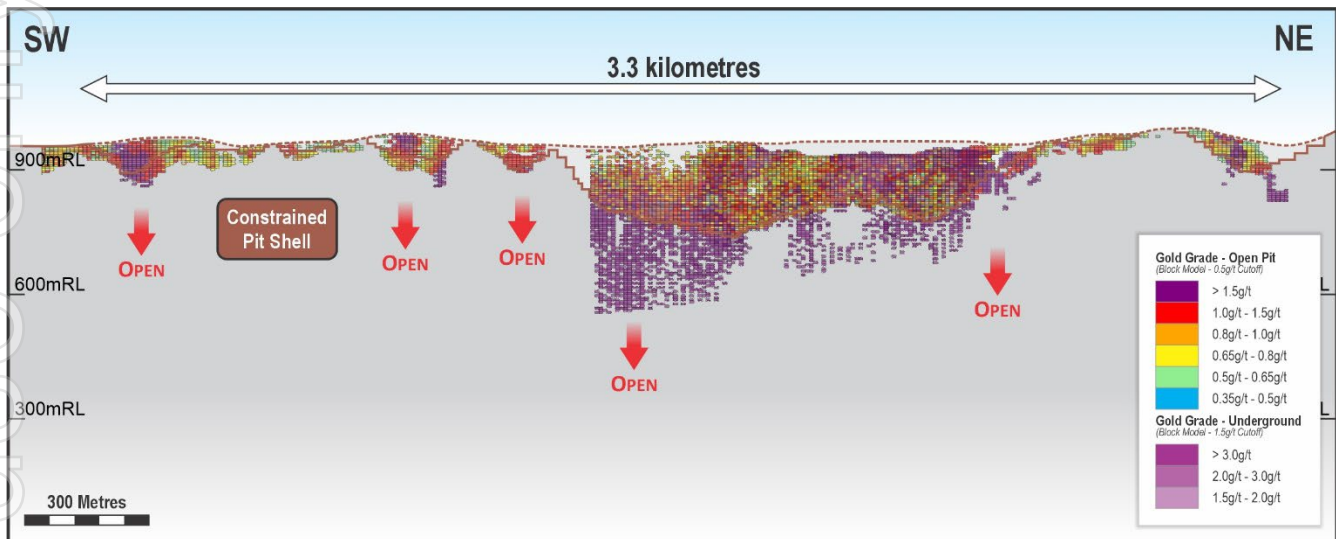 SW
NE
3.3 kilometres
900mRL
Constrained
Pit Shell
OPEN
OPEN
OPEN
OPEN
OPEN
600mRL
L
300mRL
L
300 Metres
Gold Grade - Open Pit
(Block Model - 0.5g/t Cutoff)
> 1.5g/t
1.0g/t - 1.5g/t
0.8g/t - 1.0g/t
0.65g/t - 0.8g/t
0.5g/t - 0.65g/t
0.35g/t - 0.5g/t
Gold Grade - Underground
(Block Model - 1.5g/t Cutoff)
> 3.0g/t
2.0g/t - 3.0g/t
1.5g/t - 2.0g/t